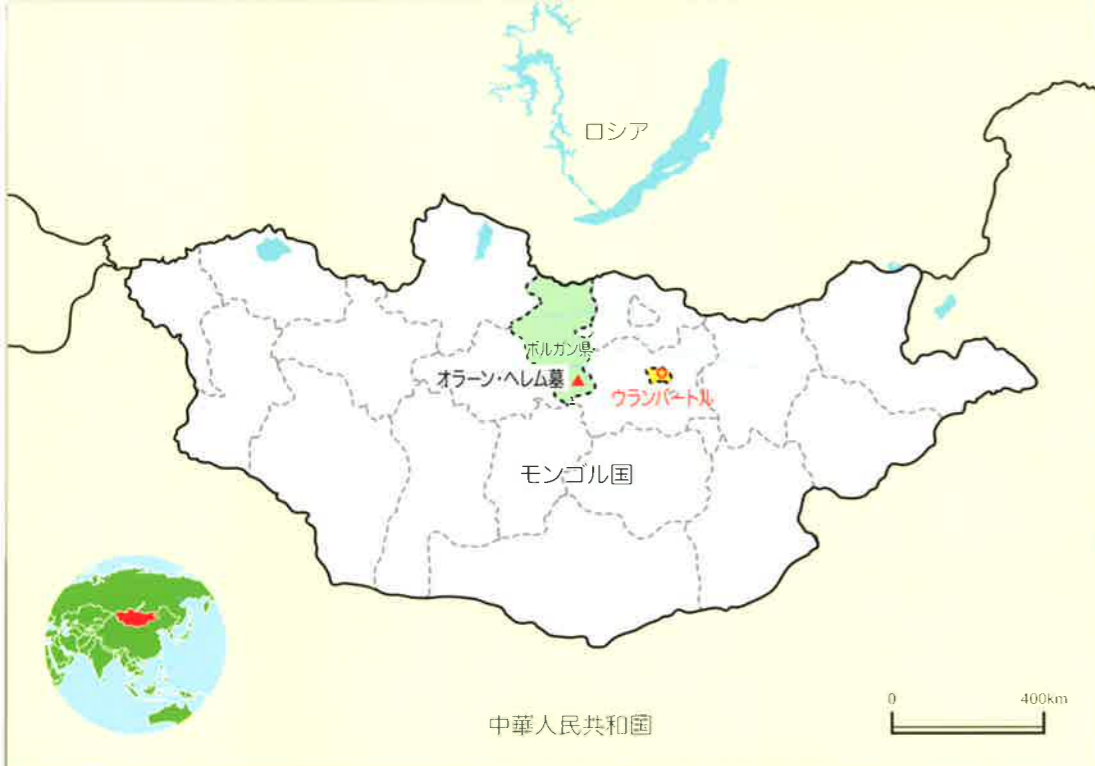 ロシア
ボルガン県
オラーン・ヘレム墓
ウランバートル
モンゴル国
0 400km
中華人民共和国